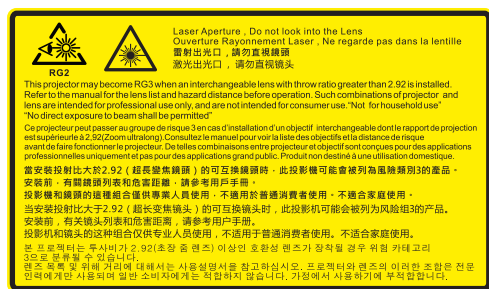 RG2
Laser Aperture , Do not look into the Lens
Ouverture Rayonnement Laser , Ne regarde pas dans la lentille
雷射出光口，請勿直視鏡頭
激光出光口，请勿直视镜头
This projector may become RG3 when an interchangeable lens with throw ratio greater than 2.92 is installed.
Refer to the manual for the lens list and hazard distance before operation. Such combinations of projector and
lens are intended for professional use only, and are not intended for consumer use.“Not for household use”
“No direct exposure to beam shall be permitted”
Ce projecteur peut passer au groupe de risque 3 en cas d'installation d'un objectif interchangeable dont le rapport de projection
est supérieure à 2,92(Zoom ultralong).Consultez le manuel pour voir la liste des objectifs et la distance de risque
avant de faire fonctionner le projecteur. De telles combinaisons entre projecteur et objectif sont conçues pour des applications
professionnelles uniquement et pas pour des applications grand public. Produit non destiné à une utilisation domestique.
當安裝投射比大於2.92（超長變焦鏡頭）的可互換鏡頭時，此投影機可能會被列為風險類別3的產品。
安裝前，有關鏡頭列表和危害距離，請參考用戶手冊。
投影機和鏡頭的這種組合僅供專業人員使用，不適用於普通消費者使用。不適合家庭使用。
当安装投射比大于2.92（超长变焦镜头）的可互换镜头时，此投影机可能会被列为风险组3的产品。
安装前，有关镜头列表和危害距离，请参考用户手册。
投影机和镜头的这种组合仅供专业人员使用，不适用于普通消费者使用。不适合家庭使用。
본 프로젝터는 투사비가 2.92(초장 줌 렌즈) 이상인 호환성 렌즈가 장착될 경우 위험 카테고리
3으로 분류될 수 있습니다.
렌즈 목록 및 위해 거리에 대해서는 사용설명서를 참고하십시오. 프로젝터와 렌즈의 이러한 조합은 전문
인력에게만 사용되며 일반 소비자에게는 적합하지 않습니다. 가정에서 사용하기에 부적합합니다.